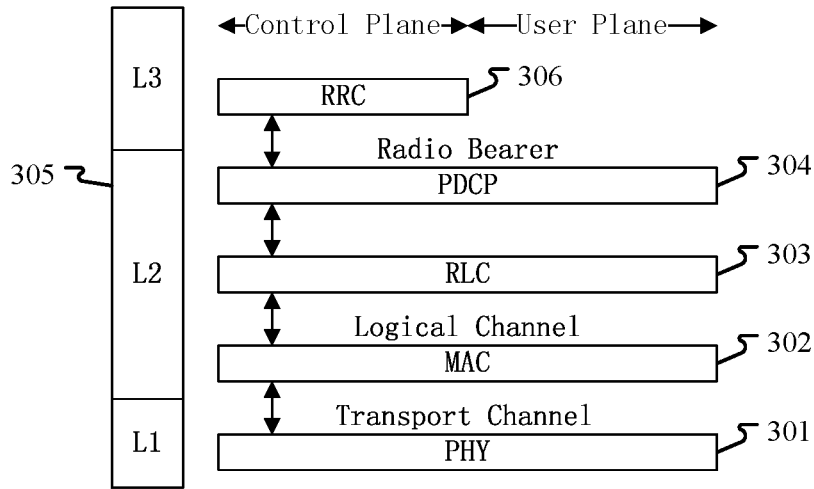 Control Plane User Plane
L3
RRC
306
Radio Bearer
305
PDCP
304
L2
RLC
303
Logical Channel
MAC
302
Transport Channel
L1
PHY
301